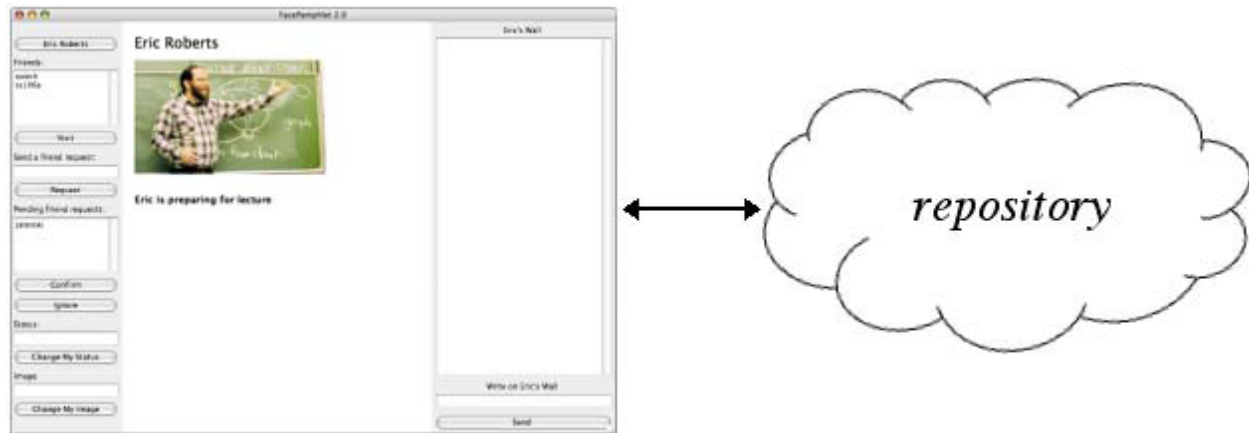 FacePamphlet 2.0
Eric Roberts
Friends:
cs106a
Visit
Send a friend request:
Request
Pending friend requests:
Confirm
Ignore
Status:
Change My Status
Image:
Change My Image
Eric Roberts
graph
Eric is preparing for lecture
Eric's Wall
Write on Eric's Wall
Send
repository